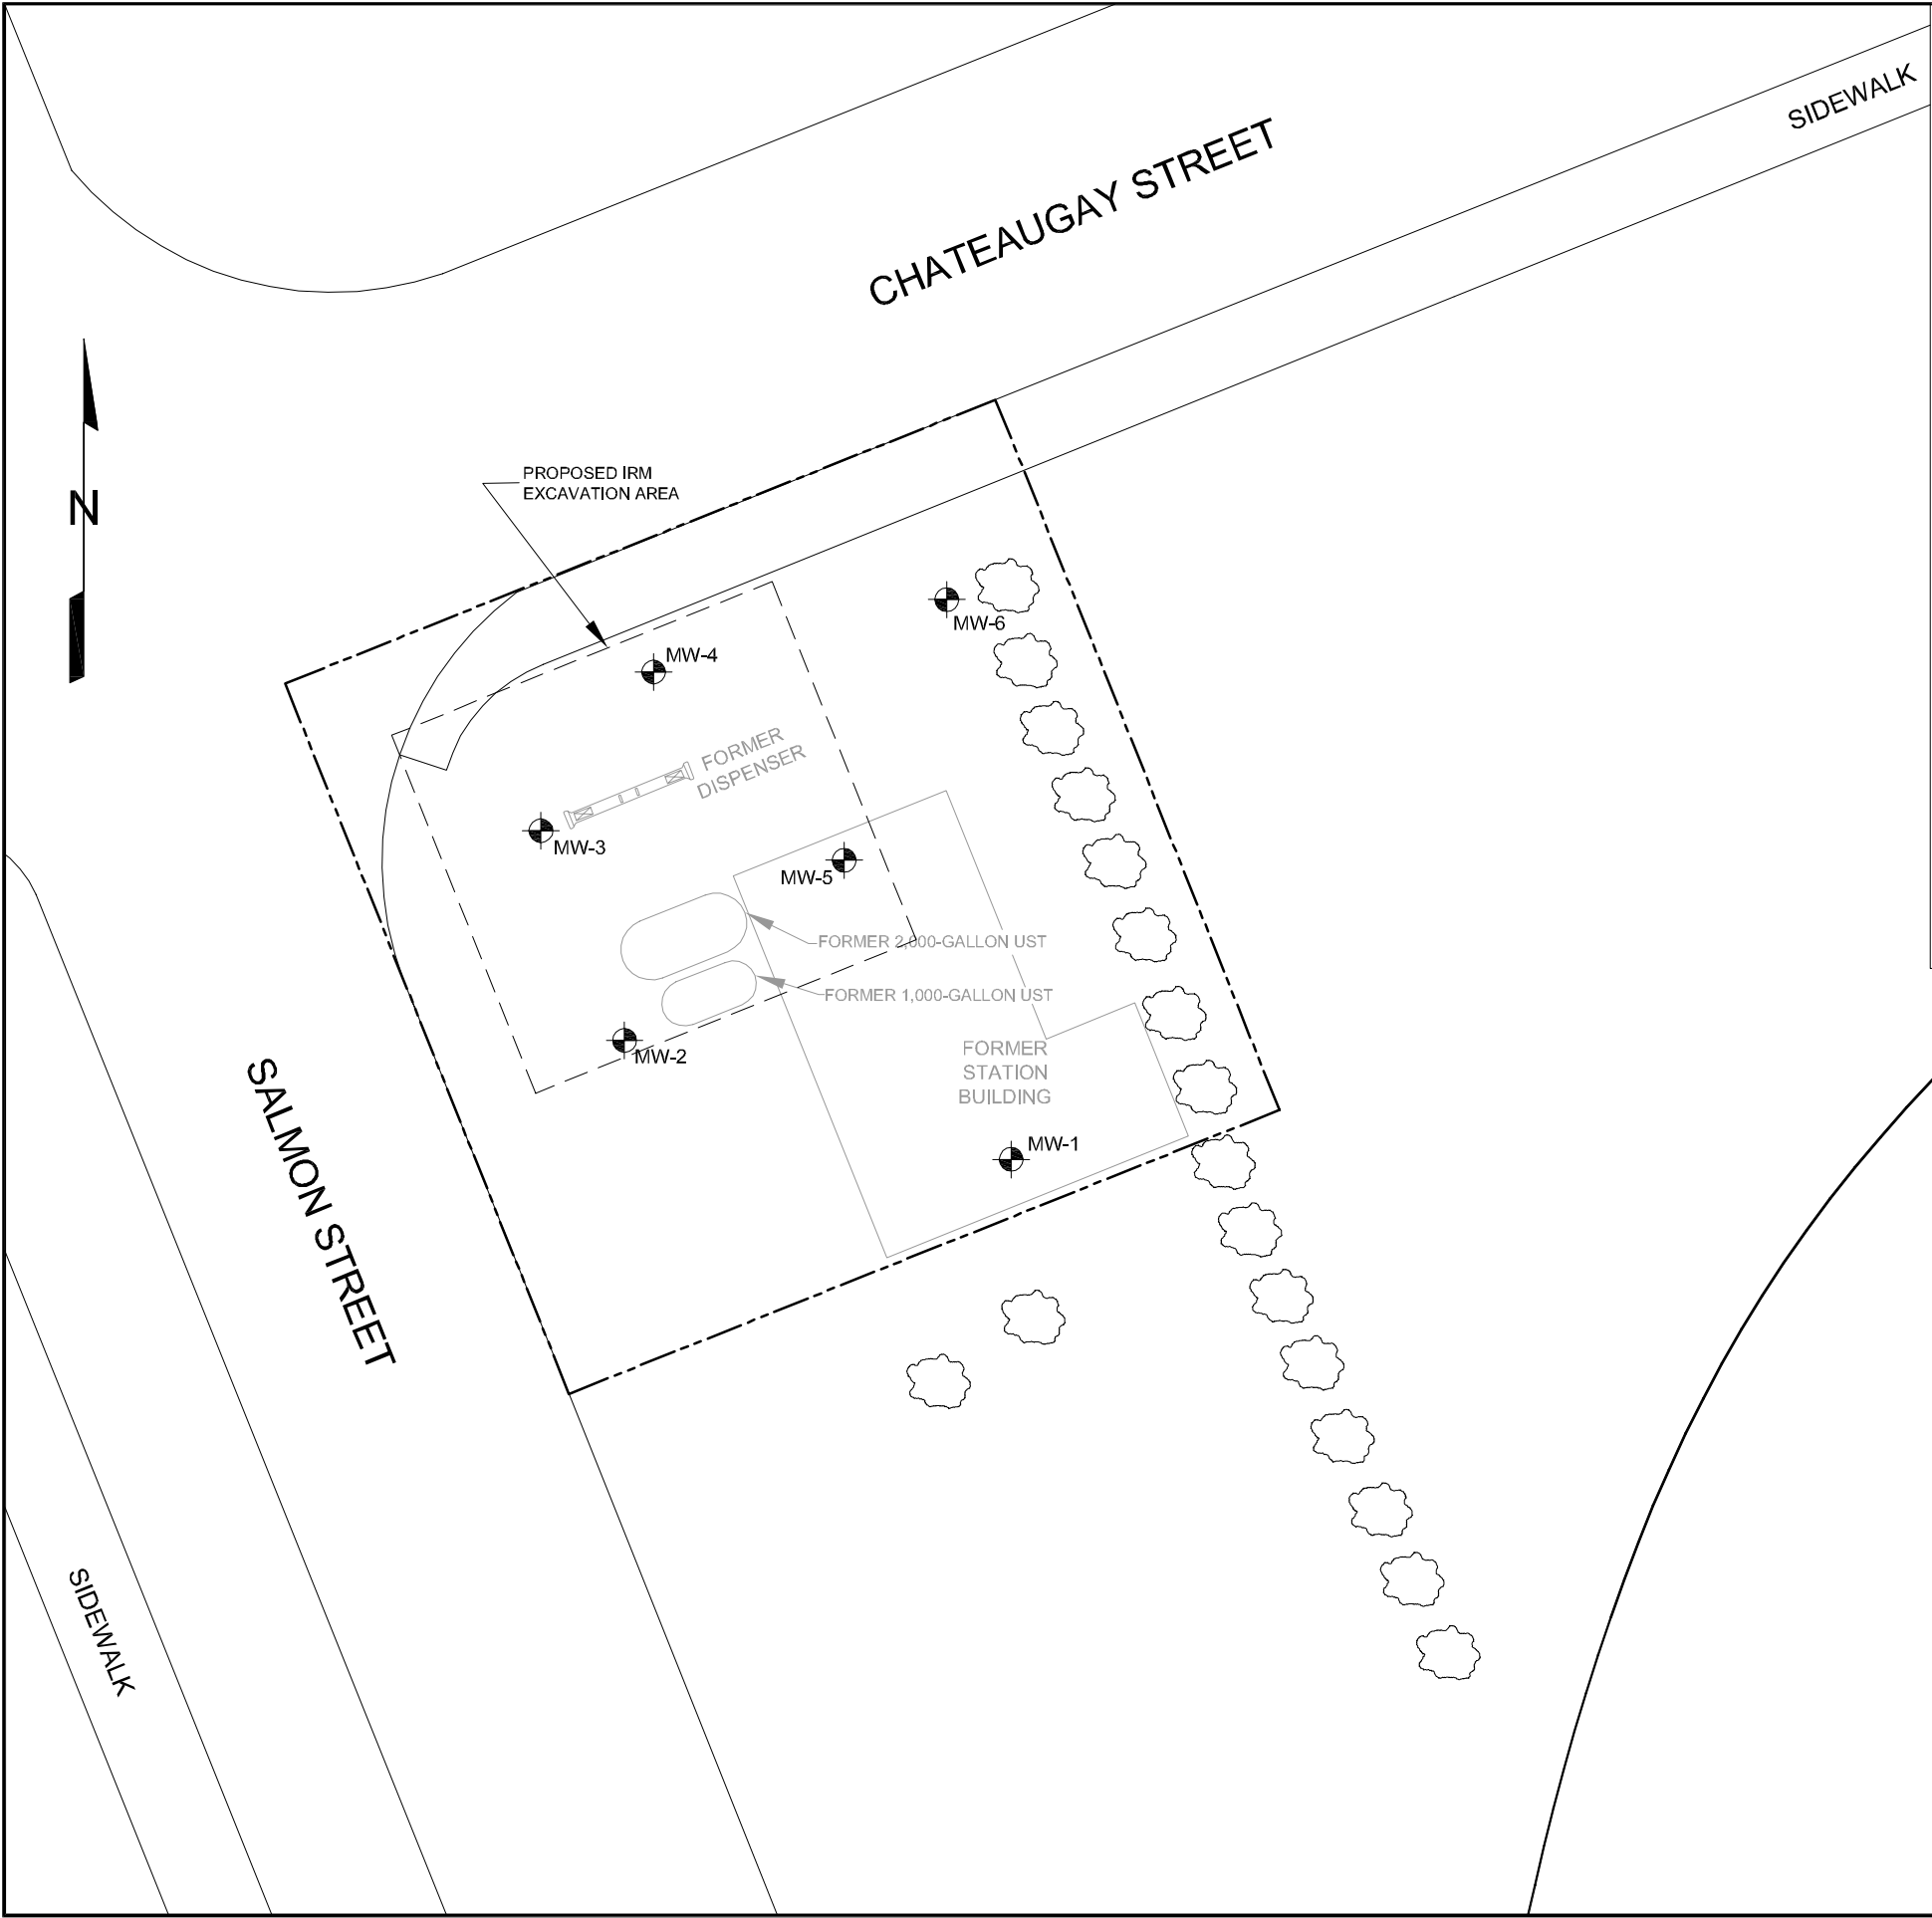 SIDEWALK
CHATEAUGAY STREET
PROPOSED IRM
EXCAVATION AREA
N
MW-6
MW-4
FORMER
DISPENSER
MW-3
MW-5
FORMER 2,000-GALLON UST
FORMER 1,000-GALLON UST
MW-2
FORMER
STATION
BUILDING
MW-1
SALMON STREET
SIDEWALK